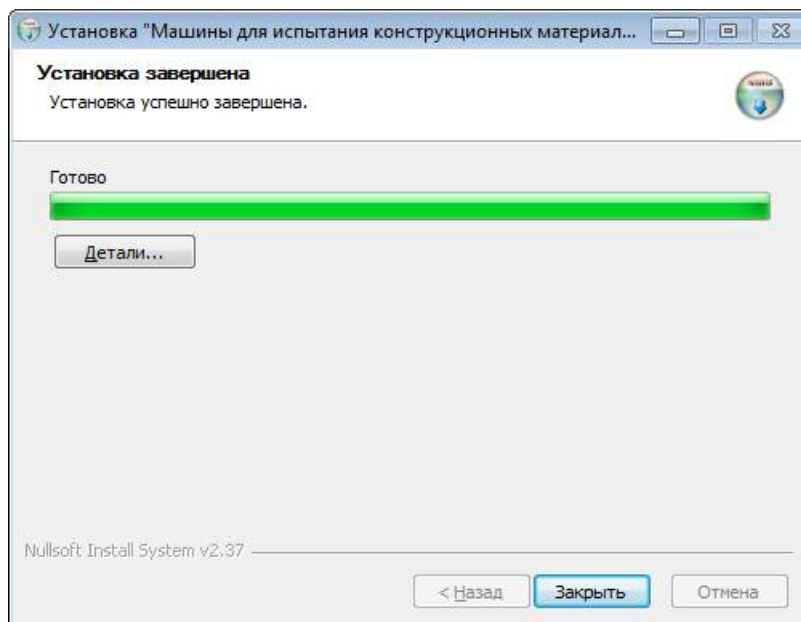 Установка "Машины для испытания конструкционных материал...
Установка завершена
Установка успешно завершена.
Готово
Детали...
Nullsoft Install System v2.37
< Назад
Закрыть
Отмена